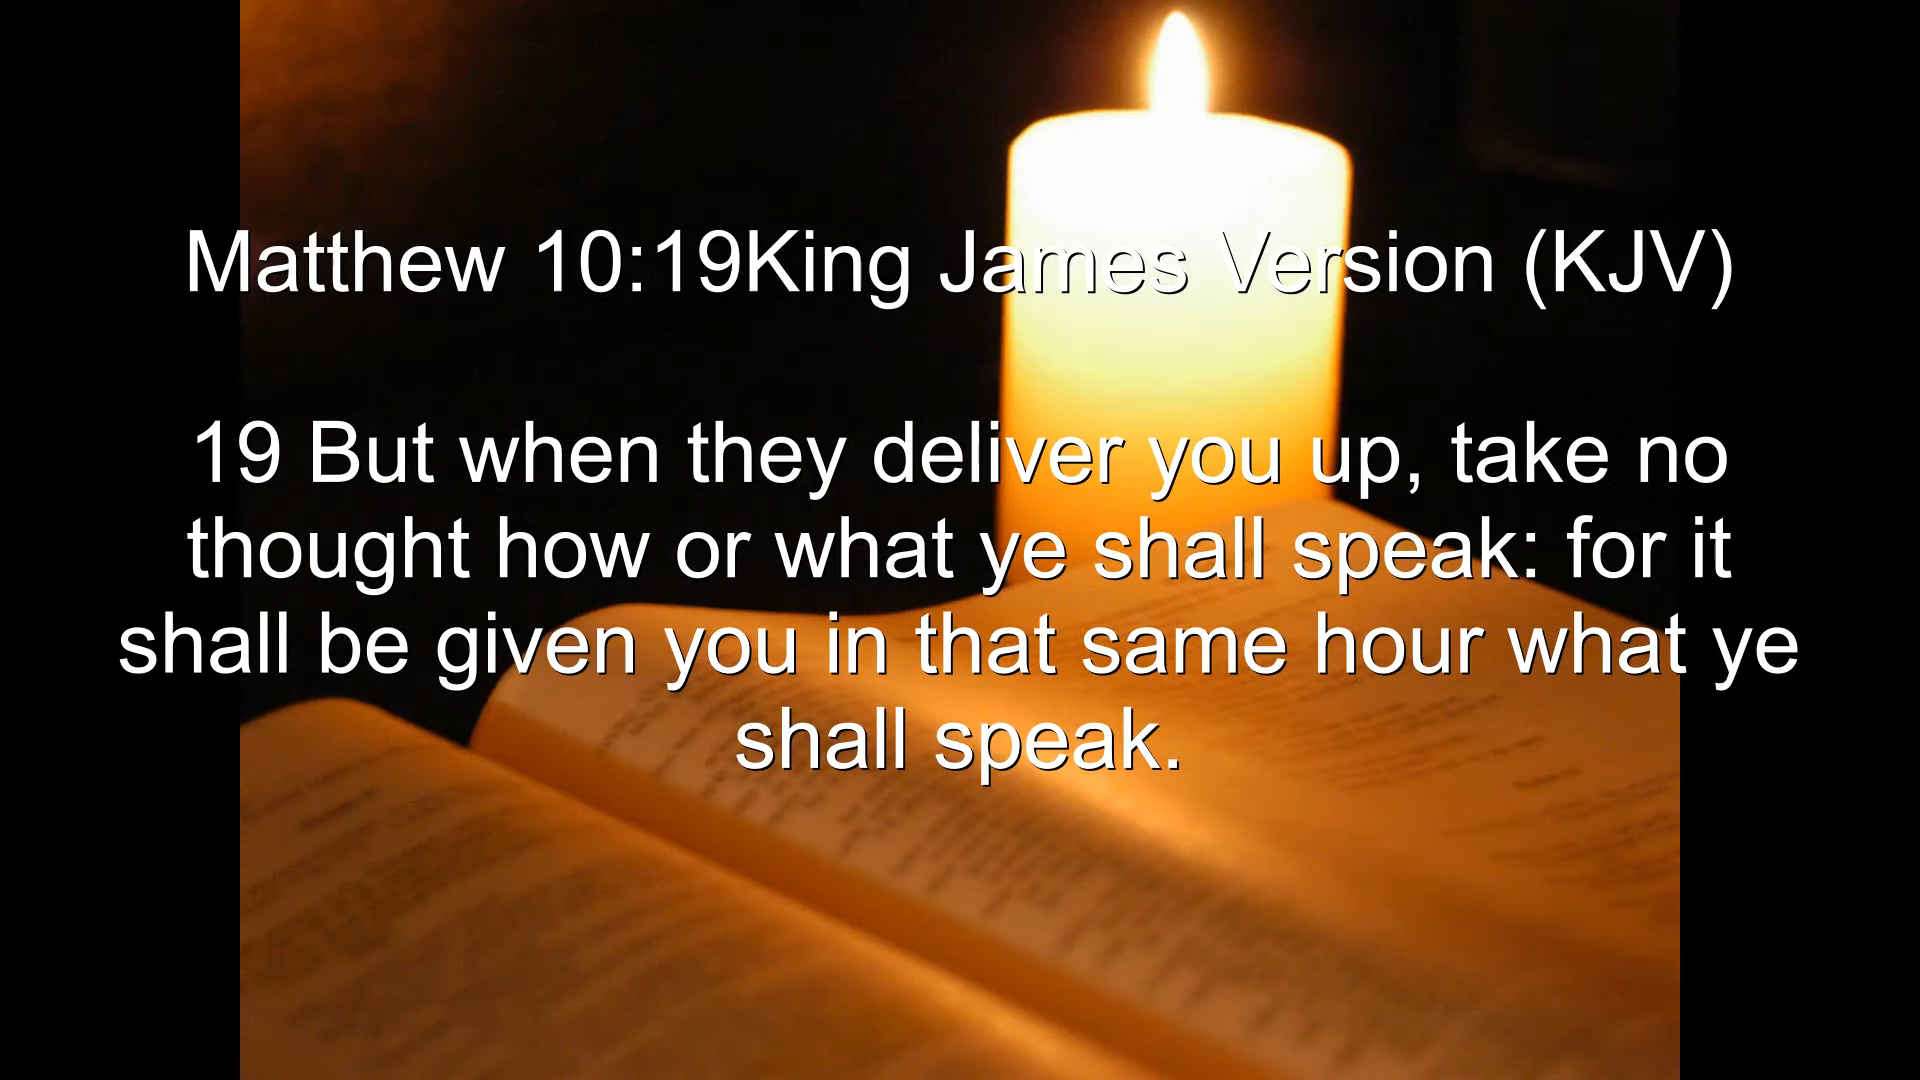 Matthew 10:19King James Version (KJV)
19 But when they deliver you up, take no
thought how or what ye shall speak: for it
shall be given you in that same hour what ye
shall speak.